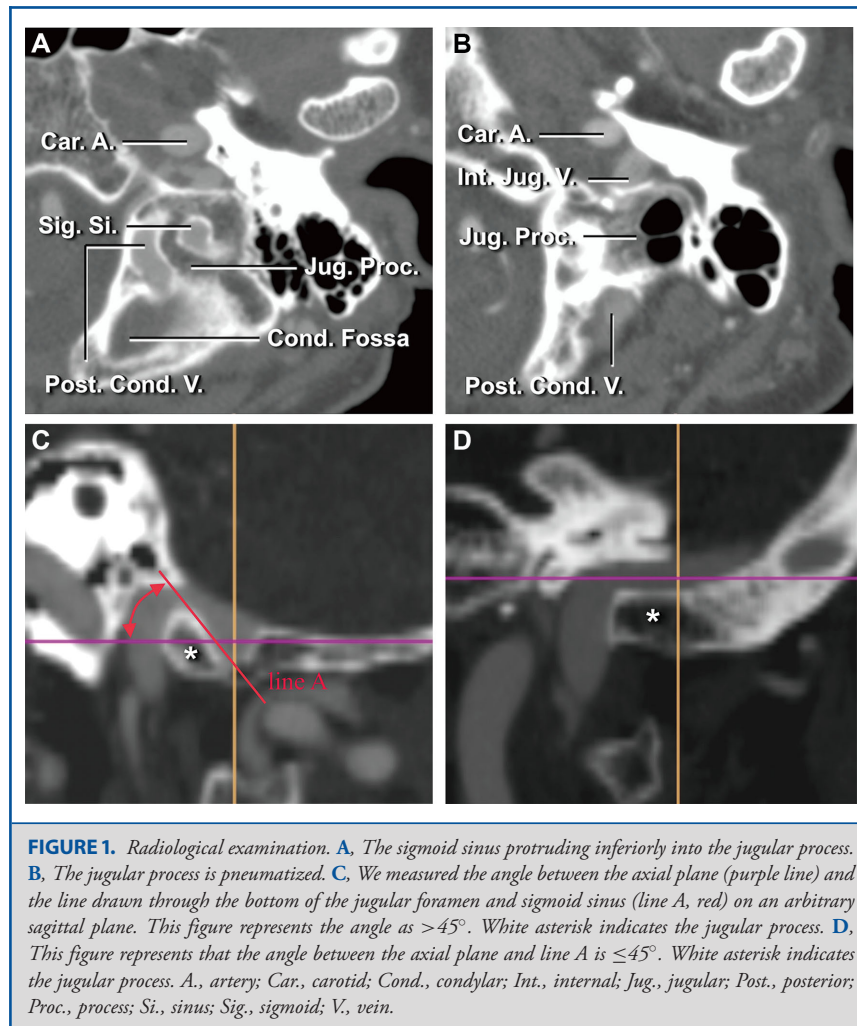 A
Car. A.
Sig. Si.
Jug. Proc.
Cond. Fossa
Post. Cond. V.
B
Car. A.
Int. Jug. V.
Jug. Proc.
Post. Cond. V.
C
*
line A
D
*
FIGURE 1. Radiological examination. A, The sigmoid sinus protruding inferiorly into the jugular process.
B, The jugular process is pneumatized. C, We measured the angle between the axial plane (purple line) and
the line drawn through the bottom of the jugular foramen and sigmoid sinus (line A, red) on an arbitrary
sagittal plane. This figure represents the angle as >45°. White asterisk indicates the jugular process. D,
This figure represents that the angle between the axial plane and line A is ≤45°. White asterisk indicates
the jugular process. A., artery; Car., carotid; Cond., condylar; Int., internal; Jug., jugular; Post., posterior;
Proc., process; Si., sinus; Sig., sigmoid; V., vein.